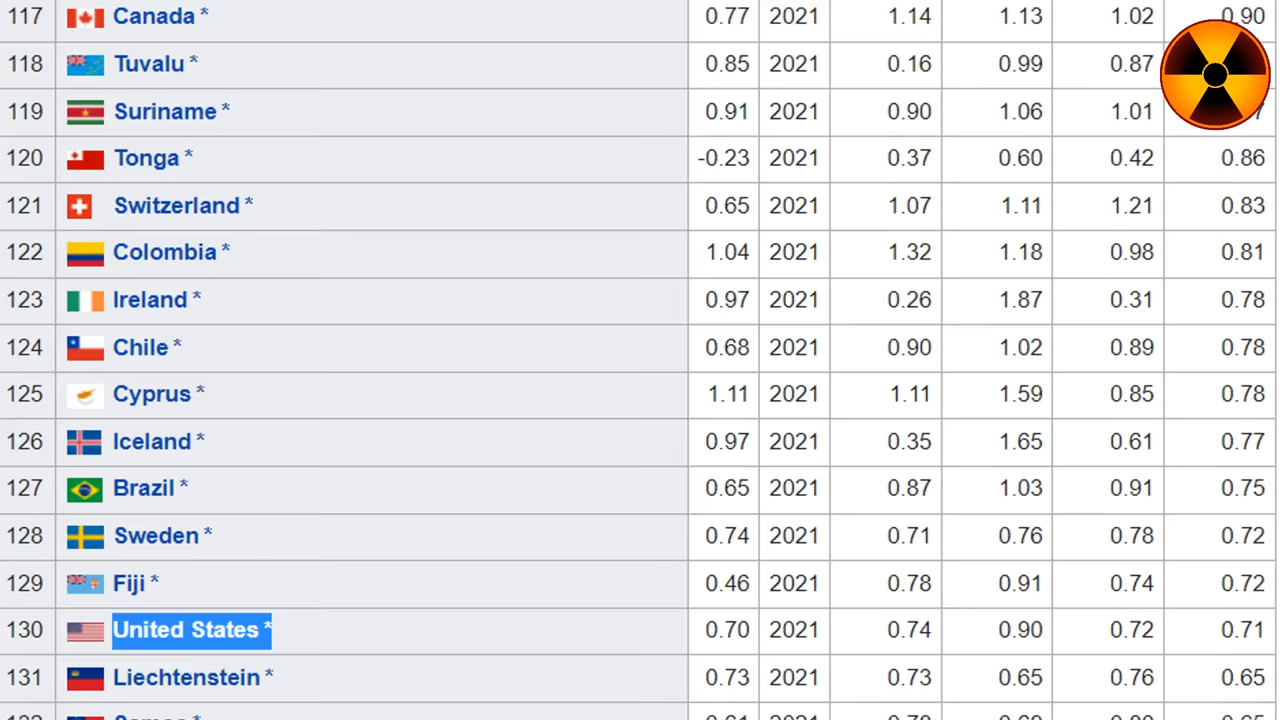 117 Canada * 0.77 2021 1.14 1.13 1.02 0.90
118 Tuvalu * 0.85 2021 0.16 0.99 0.87
119 Suriname * 0.91 2021 0.90 1.06 1.01
120 Tonga * -0.23 2021 0.37 0.60 0.42 0.86
121 Switzerland * 0.65 2021 1.07 1.11 1.21 0.83
122 Colombia * 1.04 2021 1.32 1.18 0.98 0.81
123 Ireland * 0.97 2021 0.26 1.87 0.31 0.78
124 Chile * 0.68 2021 0.90 1.02 0.89 0.78
125 Cyprus * 1.11 2021 1.11 1.59 0.85 0.78
126 Iceland * 0.97 2021 0.35 1.65 0.61 0.77
127 Brazil * 0.65 2021 0.87 1.03 0.91 0.75
128 Sweden * 0.74 2021 0.71 0.76 0.78 0.72
129 Fiji * 0.46 2021 0.78 0.91 0.74 0.72
130 United States * 0.70 2021 0.74 0.90 0.72 0.71
131 Liechtenstein * 0.73 2021 0.73 0.65 0.76 0.65